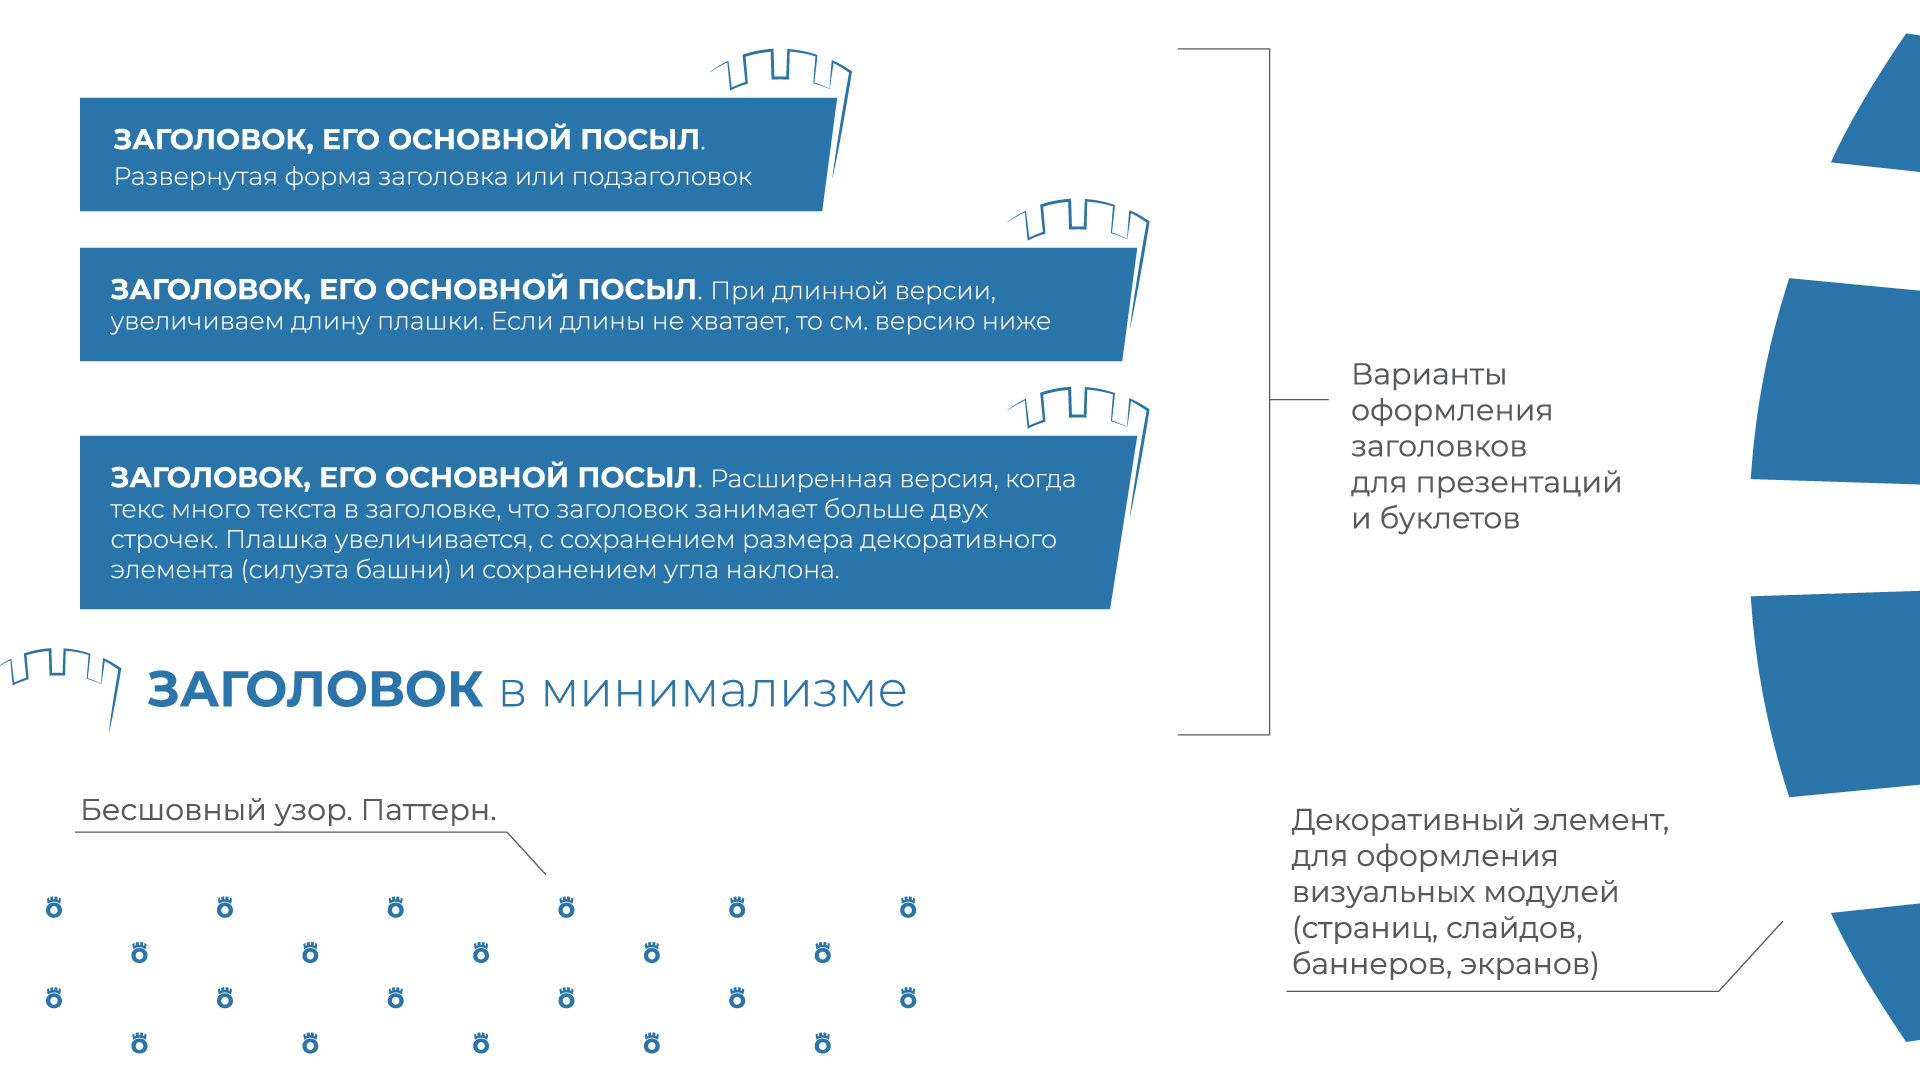 ЗАГОЛОВОК, ЕГО ОСНОВНОЙ ПОСЫЛ.
Развернутая форма заголовка или подзаголовок
ЗАГОЛОВОК, ЕГО ОСНОВНОЙ ПОСЫЛ. При длинной версии,
увеличиваем длину плашки. Если длины не хватает, то см. версию ниже
ЗАГОЛОВОК, ЕГО ОСНОВНОЙ ПОСЫЛ. Расширенная версия, когда
текс много текста в заголовке, что заголовок занимает больше двух
строчек. Плашка увеличивается, с сохранением размера декоративного
элемента (силуэта башни) и сохранением угла наклона.
ЗАГОЛОВОК в минимализме
Варианты
оформления
заголовков
для презентаций
и буклетов
Бесшовный узор. Паттерн.
Декоративный элемент,
для оформления
визуальных модулей
(страниц, слайдов,
баннеров, экранов)